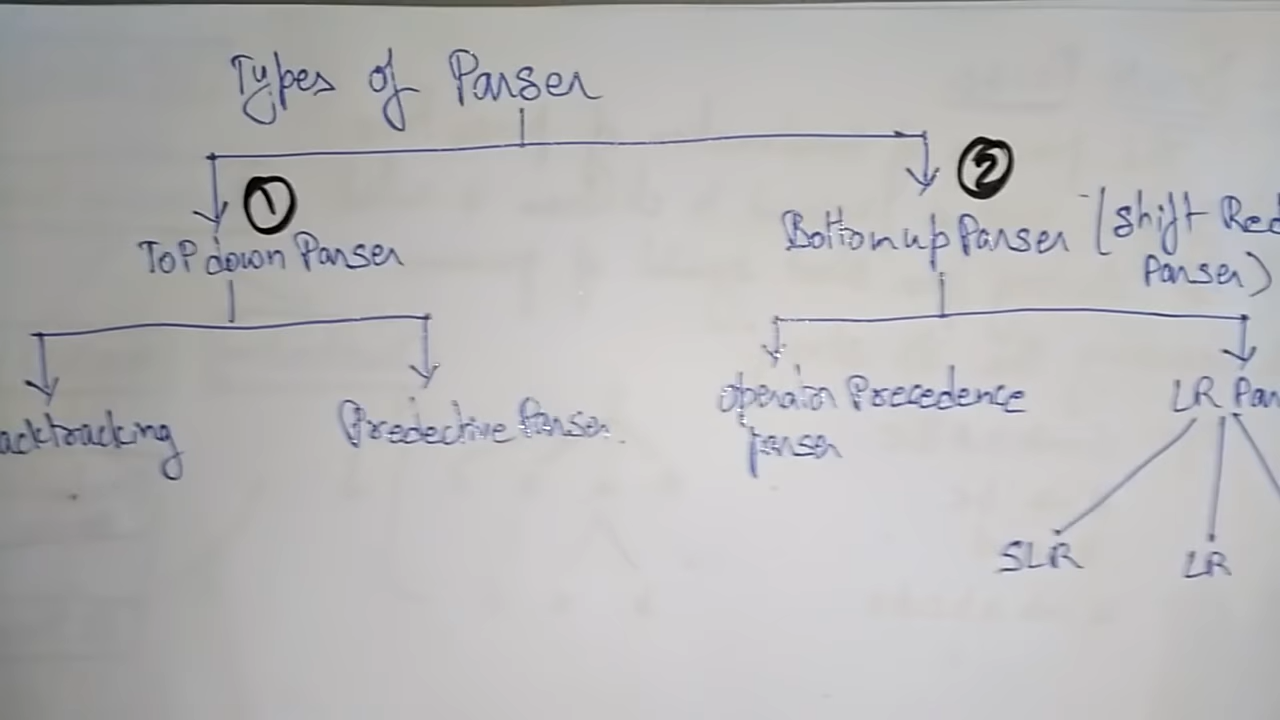 Types of Parser
1
2
ToP down Parser
Bottom up Parser (Shift Red
Parser)
acktracking
Predective Parser.
Operator Precedence
parser
LR Par
SLR
LR